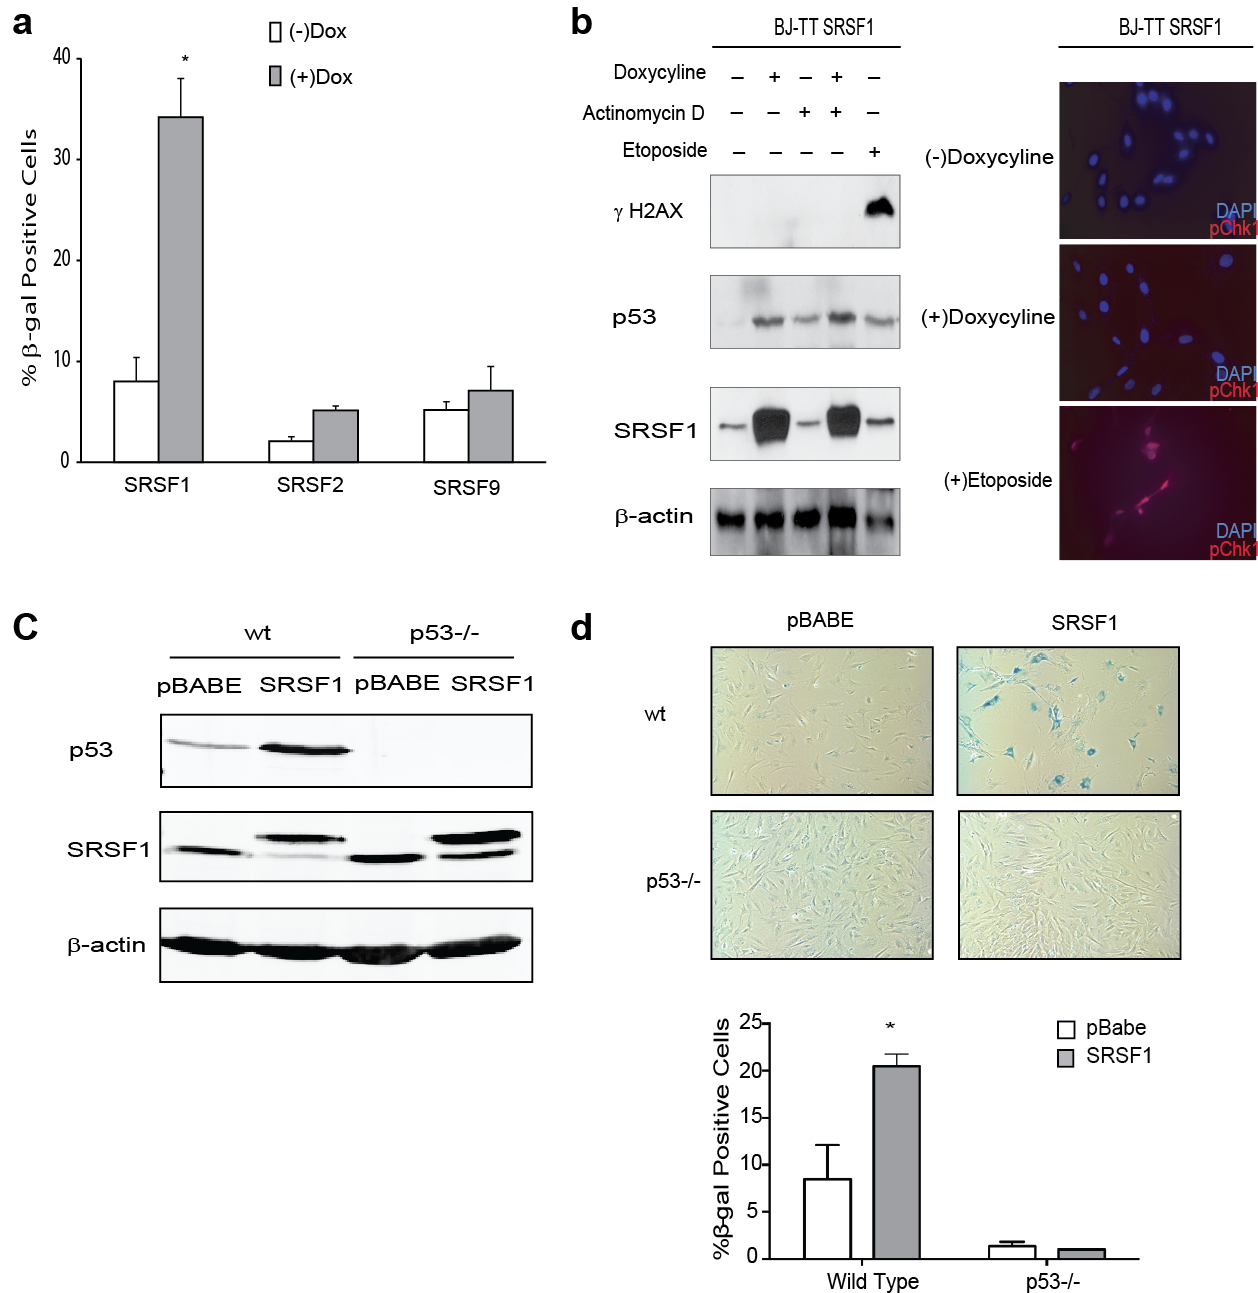 a
(-)Dox
(+)Dox
*
40
30
20
10
0
% β-gal Positive Cells
SRSF1
SRSF2
SRSF9
b
BJ-TT SRSF1
Doxycyline – + – + –
Actinomycin D – – + + –
Etoposide – – – – +
γ H2AX
p53
SRSF1
β-actin
BJ-TT SRSF1
(-)Doxycyline
DAPI
pChk1
(+)Doxycyline
DAPI
pChk1
(+)Etoposide
DAPI
pChk1
C
wt
p53-/-
pBABE SRSF1 pBABE SRSF1
p53
SRSF1
β-actin
d
pBABE
SRSF1
wt
p53-/-
25
20
15
10
5
0
%β-gal Positive Cells
*
pBabe
SRSF1
Wild Type
p53-/-